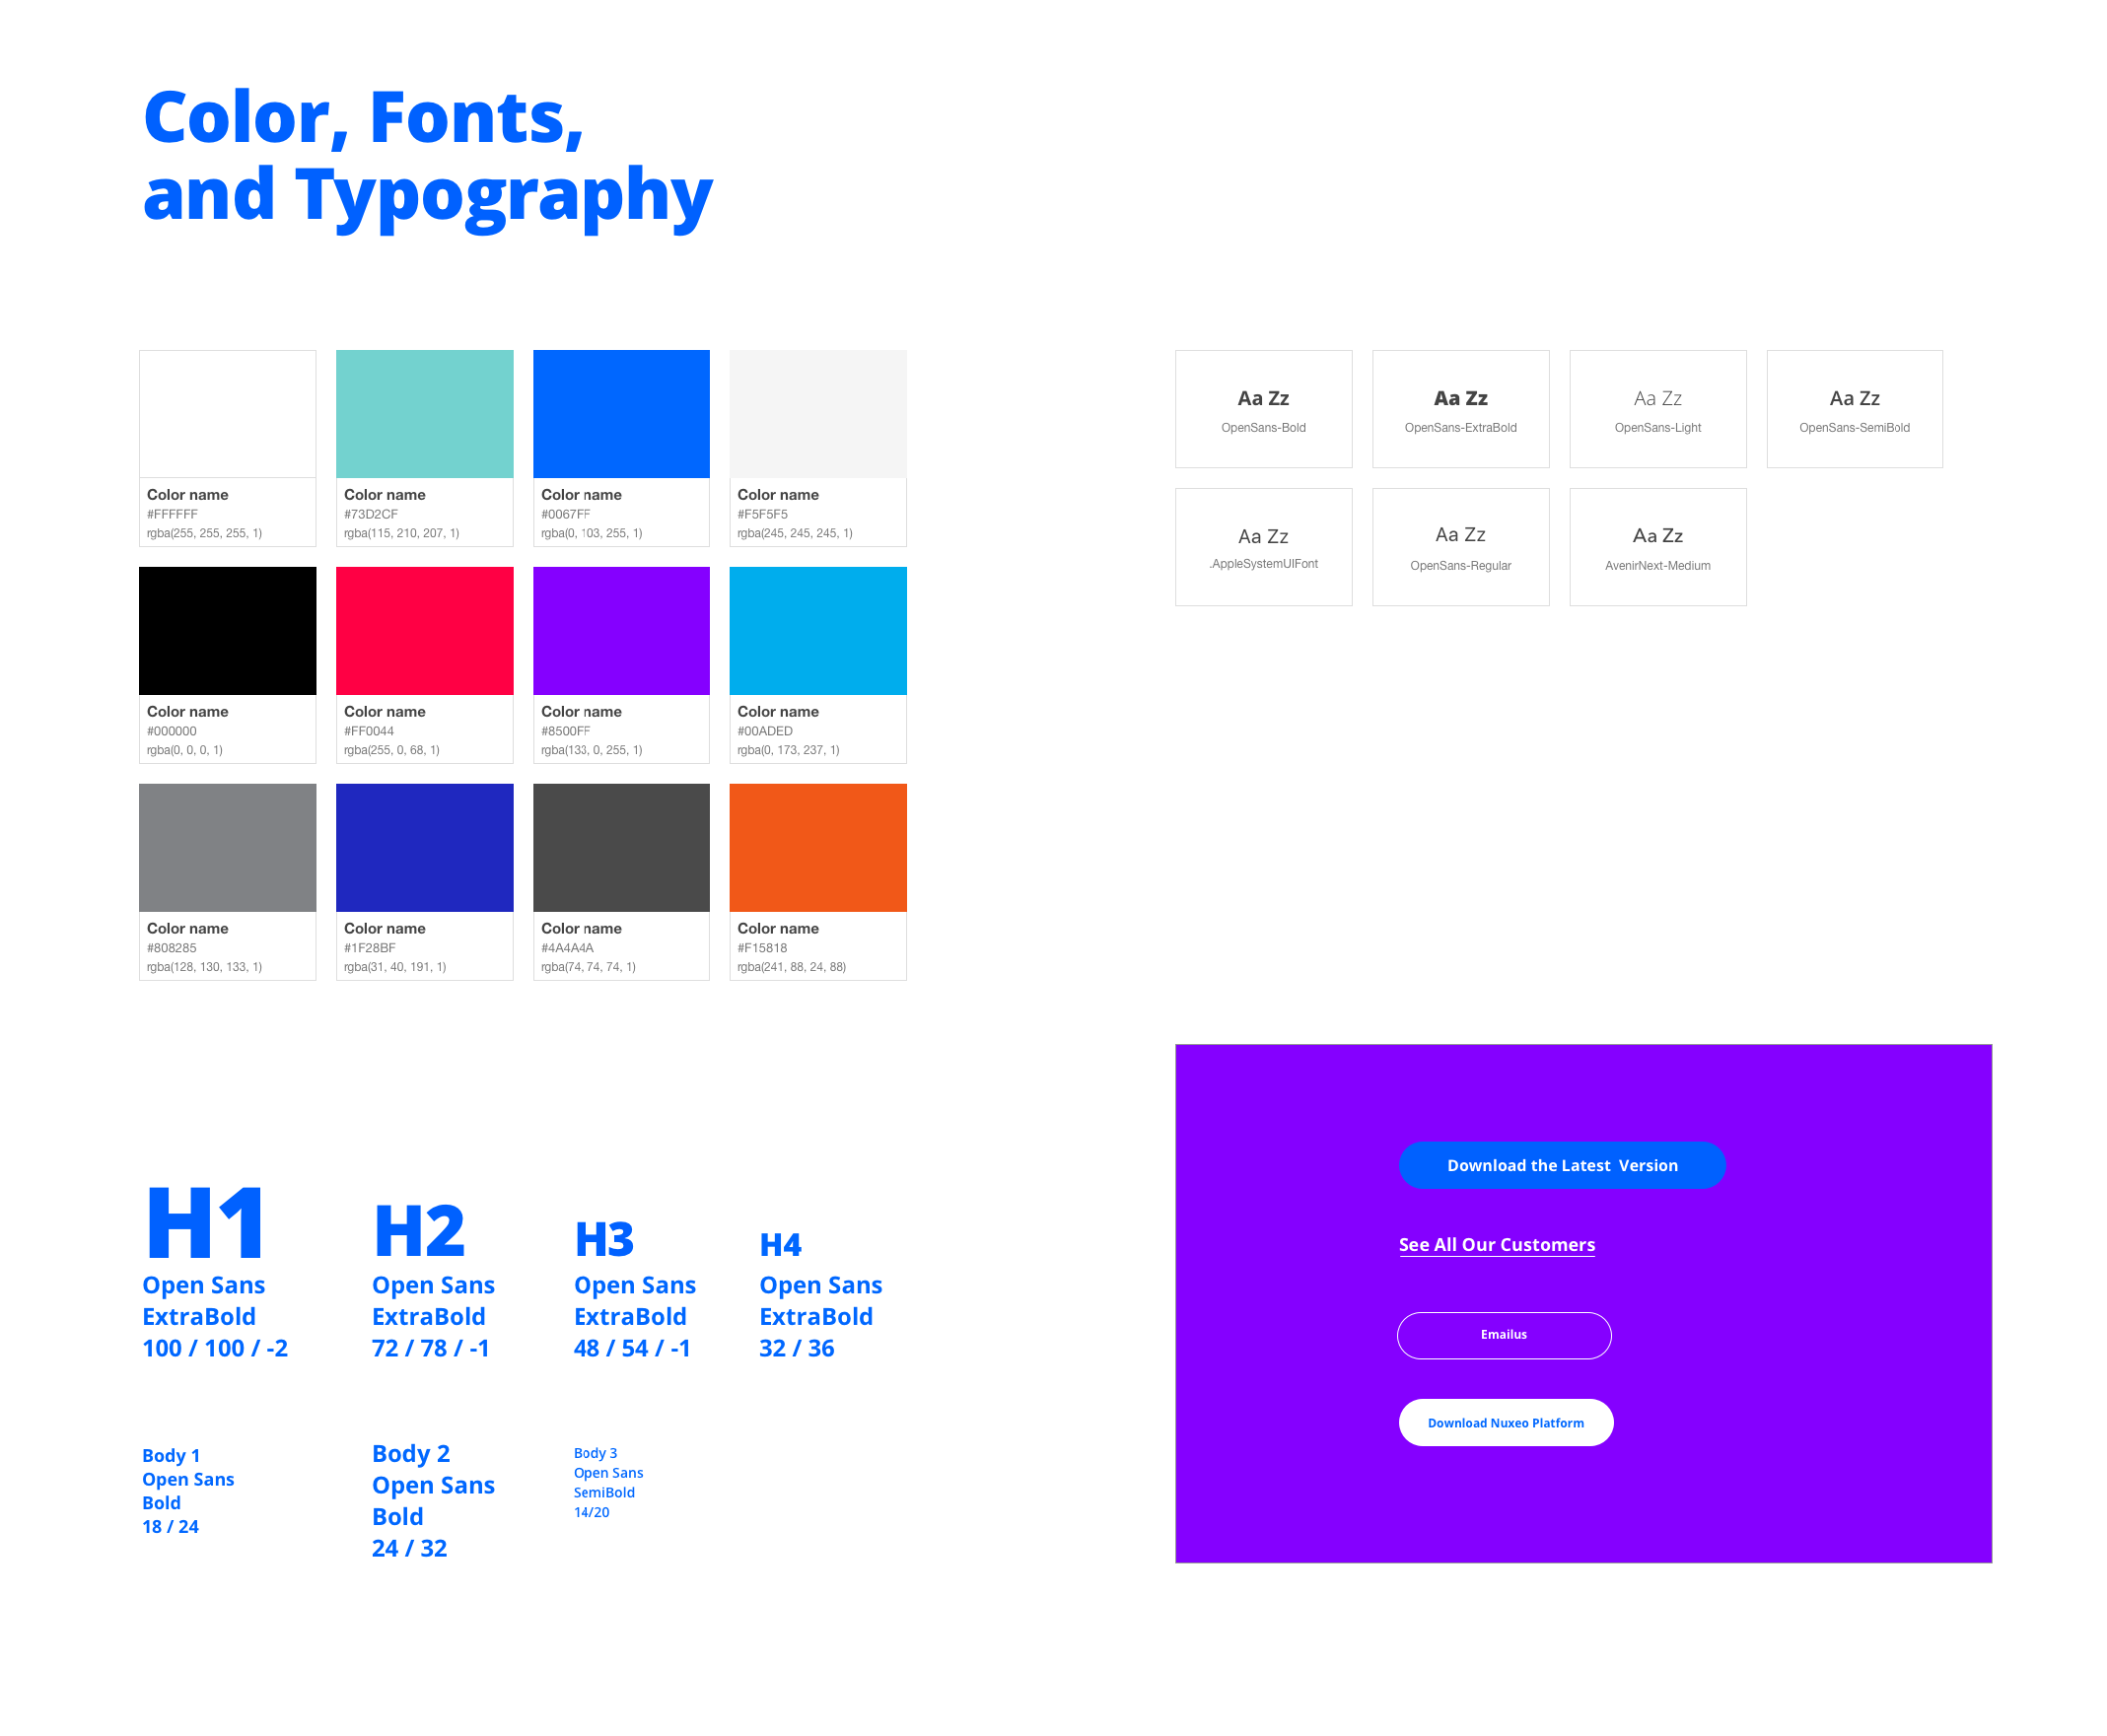 Color, Fonts,
and Typography
Color name
#FFFFFF
rgba(255, 255, 255, 1)
Color name
#73D2CF
rgba(115, 210, 207, 1)
Color name
#0067FF
rgba(0, 103, 255, 1)
Color name
#F5F5F5
rgba(245, 245, 245, 1)
Color name
#000000
rgba(0, 0, 0, 1)
Color name
#FF0044
rgba(255, 0, 68, 1)
Color name
#8500FF
rgba(133, 0, 255, 1)
Color name
#00ADED
rgba(0, 173, 237, 1)
Color name
#808285
rgba(128, 130, 133, 1)
Color name
#1F28BF
rgba(31, 40, 191, 1)
Color name
#4A4A4A
rgba(74, 74, 74, 1)
Color name
#F15818
rgba(241, 88, 24, 88)
Aa Zz
OpenSans-Bold
Aa Zz
OpenSans-ExtraBold
Aa Zz
OpenSans-Light
Aa Zz
OpenSans-SemiBold
Aa Zz
.AppleSystemUIFont
Aa Zz
OpenSans-Regular
Aa Zz
AvenirNext-Medium
H1
Open Sans
ExtraBold
100 / 100 / -2
H2
Open Sans
ExtraBold
72 / 78 / -1
H3
Open Sans
ExtraBold
48 / 54 / -1
H4
Open Sans
ExtraBold
32 / 36
Body 1
Open Sans
Bold
18 / 24
Body 2
Open Sans
Bold
24 / 32
Body 3
Open Sans
SemiBold
14/20
Download the Latest  Version
See All Our Customers
Emailus
Download Nuxeo Platform